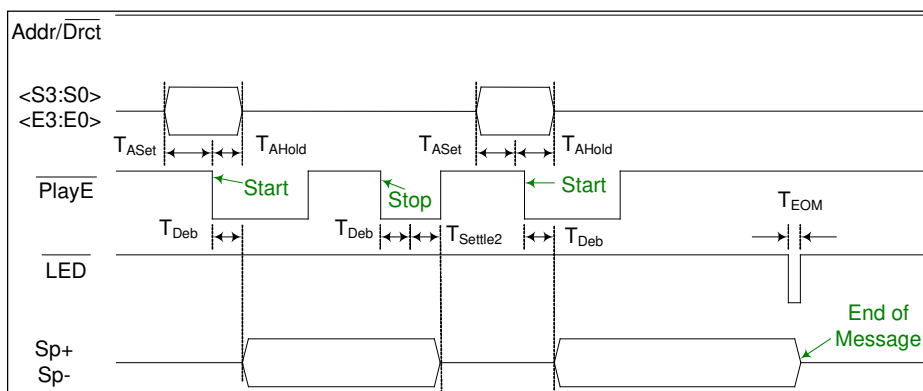 Addr/Drct
<S3:S0>
<E3:E0>
TASet TAHold TASet TAHold
PlayE Start Stop Start
TEOM
TDeb TDeb TSettle2 TDeb
LED
End of
Message
Sp+
Sp-